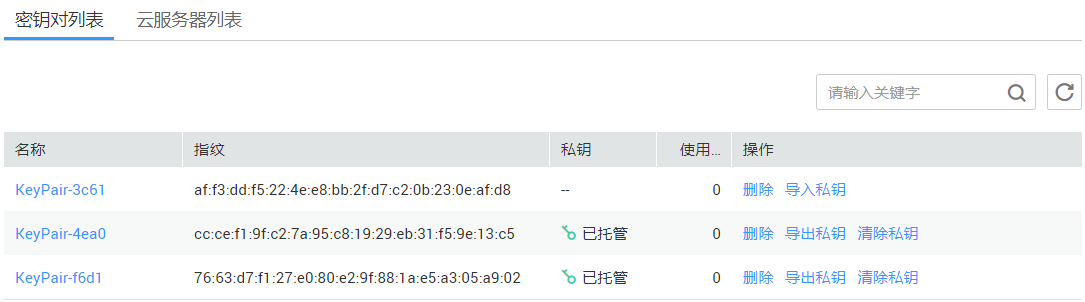 密钥对列表 云服务器列表
请输入关键字
名称 指纹 私钥 使用... 操作
KeyPair-3c61 af:f3:dd:f5:22:4e:e8:bb:2f:d7:c2:0b:23:0e:af:d8 -- 0 删除 导入私钥
KeyPair-4ea0 cc:ce:f1:9f:c2:7a:95:c8:19:29:eb:31:f5:9e:13:c5 已托管 0 删除 导出私钥 清除私钥
KeyPair-f6d1 76:63:d7:f1:27:e0:80:e2:9f:88:1a:e5:a3:05:a9:02 已托管 0 删除 导出私钥 清除私钥